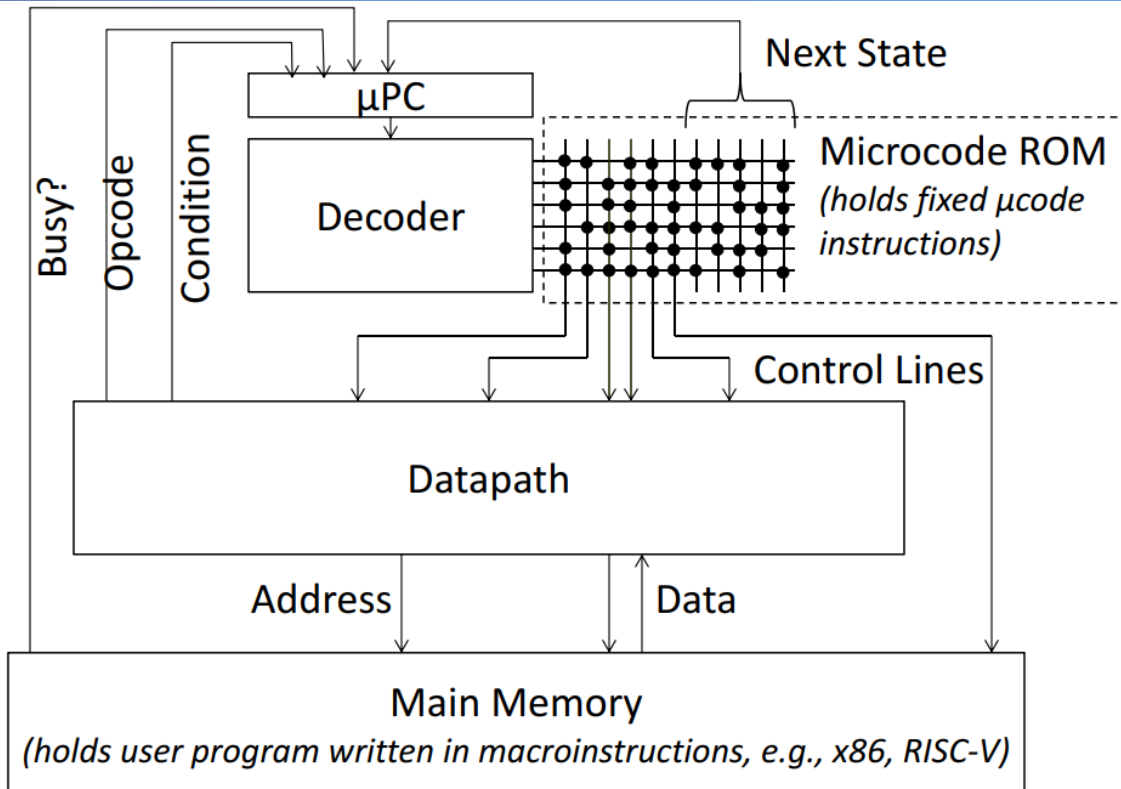 Next State
µPC
Microcode ROM
(holds fixed µcode
instructions)
Decoder
Busy?
Opcode
Condition
Control Lines
Datapath
Address
Data
Main Memory
(holds user program written in macroinstructions, e.g., x86, RISC-V)